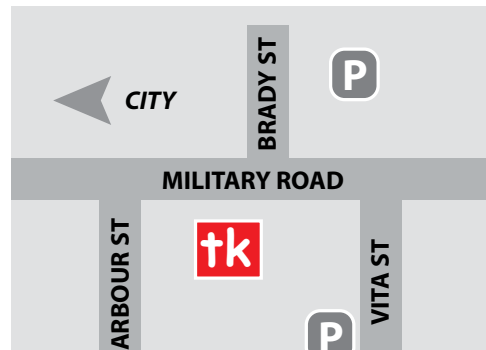 BRADY ST
P
CITY
MILITARY ROAD
tk
ARBOUR ST
VITA ST
P